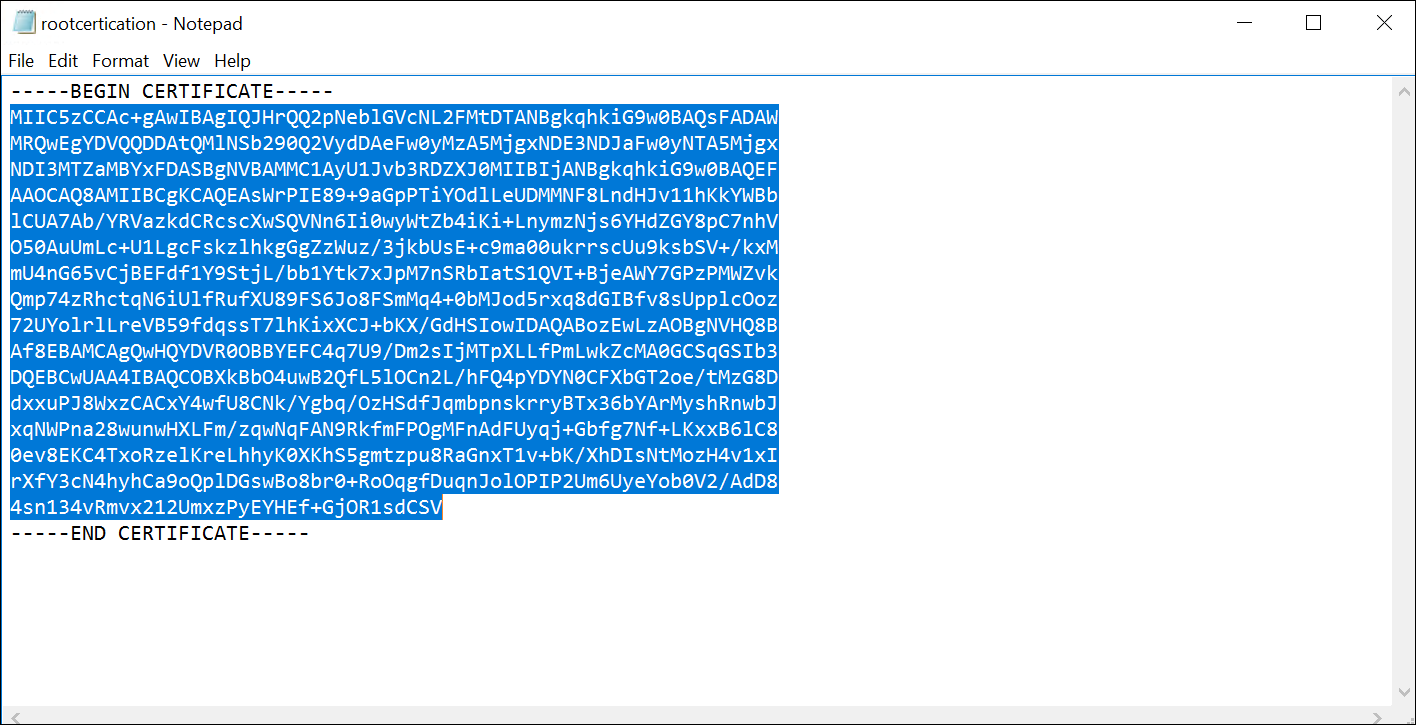 rootcertication - Notepad
File Edit Format View Help
-----BEGIN CERTIFICATE-----
MIIC5zCCAc+gAwIBAgIQJHrQQ2pNeblGVcNL2FMtDTANBgkqhkiG9w0BAQsFADAW
MRQwEgYDVQQDDAtQMlNSb290Q2VydDAeFw0yMzA5MjgxNDE3NDJaFw0yNTA5Mjgx
NDI3MTZaMBYxFDASBgNVBAMMC1AyU1Jvb3RDZXJ0MIIBIjANBgkqhkiG9w0BAQEF
AAOCAQ8AMIIBCgKCAQEAsWrPIE89+9aGpPTiYOdlLeUDMMNF8LndHJv11hKkYWBb
lCUA7Ab/YRVazkdCRcscXwSQVNn6Ii0wyWtZb4iKi+LnymzNjs6YHdZGY8pC7nhV
O50AuUmLc+U1LgcFskzlhkgGgZzWuz/3jkbUsE+c9ma00ukrrscUu9ksbSV+/kxM
mU4nG65vCjBEFdf1Y9StjL/bb1Ytk7xJpM7nSRbIatS1QVI+BjeAWY7GPzPMWZvk
Qmp74zRhctqN6iUlfRufXU89FS6Jo8FSmMq4+0bMJod5rxq8dGIBfv8sUpplcOoz
72UYolrlLreVB59fdqssT7lhKixXCJ+bKX/GdHSIowIDAQABozEwLzAOBgNVHQ8B
Af8EBAMCAgQwHQYDVR0OBBYEFC4q7U9/Dm2sIjMTpXLLfPmLwkZcMA0GCSqGSIb3
DQEBCwUAA4IBAQCOBXkBbO4uwB2QfL5lOCn2L/hFQ4pYDYN0CFXbGT2oe/tMzG8D
dxxuPJ8WxzCACxY4wfU8CNk/Ygbq/OzHSdfJqmbpnskrryBTx36bYArMyshRnwbJ
xqNWPna28wunwHXLFm/zqwNqFAN9RkfmFPOgMFnAdFUyqj+Gbfg7Nf+LKxxB6lC8
0ev8EKC4TxoRzelKreLhhyK0XKhS5gmtzpu8RaGnxT1v+bK/XhDIsNtMozH4v1xI
rXfY3cN4hyhCa9oQplDGswBo8br0+RoOqgfDuqnJolOPIP2Um6UyeYob0V2/AdD8
4sn134vRmvx212UmxzPyEYHEf+GjOR1sdCSV
-----END CERTIFICATE-----